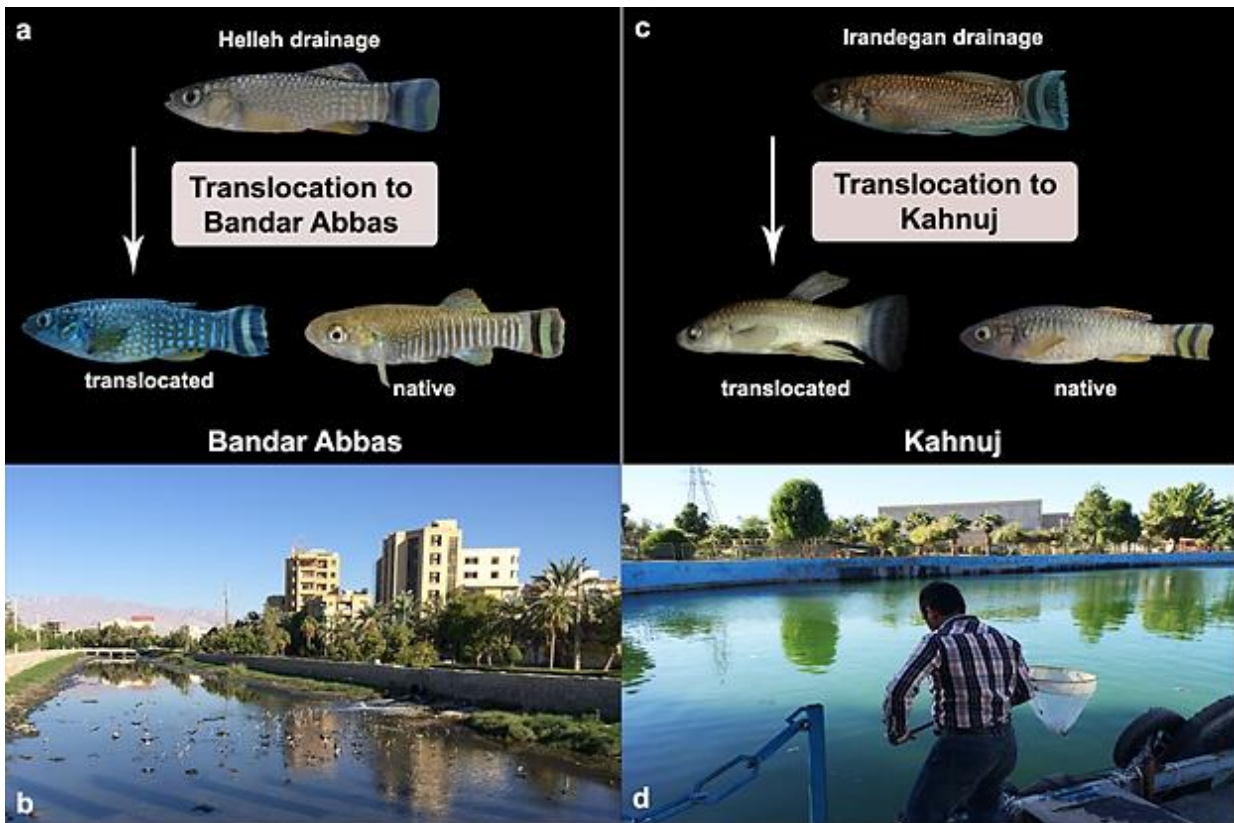 a
Helleh drainage
Translocation to
Bandar Abbas
translocated
native
Bandar Abbas
b
c
Irandegan drainage
Translocation to
Kahnuj
translocated
native
Kahnuj
d